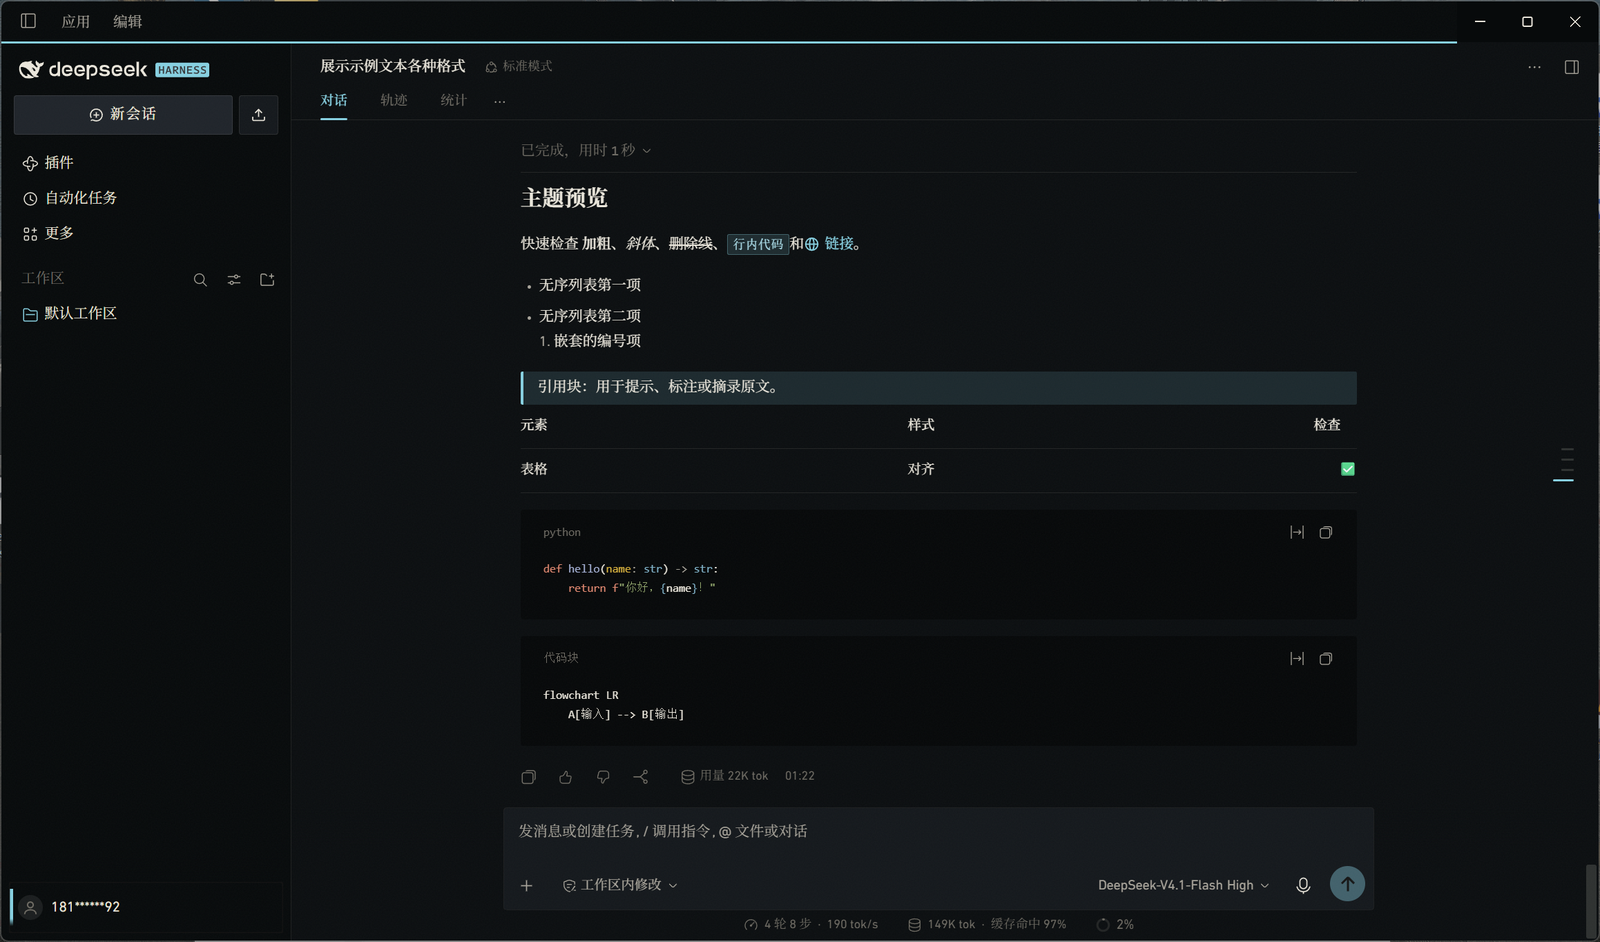 应用 编辑
deepseek HARNESS
新会话
插件
自动化任务
更多
工作区
默认工作区
181******92
展示示例文本各种格式 标准模式
对话 轨迹 统计 ...
已完成，用时 1 秒
主题预览
快速检查 加粗、斜体、删除线、行内代码和 链接。
• 无序列表第一项
• 无序列表第二项
1. 嵌套的编号项
引用块：用于提示、标注或摘录原文。
元素 样式 检查
表格 对齐 ✅
python
def hello(name: str) -> str:
    return f"你好，{name}！"
代码块
flowchart LR
    A[输入] --> B[输出]
用量 22K tok 01:22
发消息或创建任务, / 调用指令, @ 文件或对话
工作区内修改 DeepSeek-V4.1-Flash High
4 轮 8 步 · 190 tok/s 149K tok · 缓存命中 97% 2%